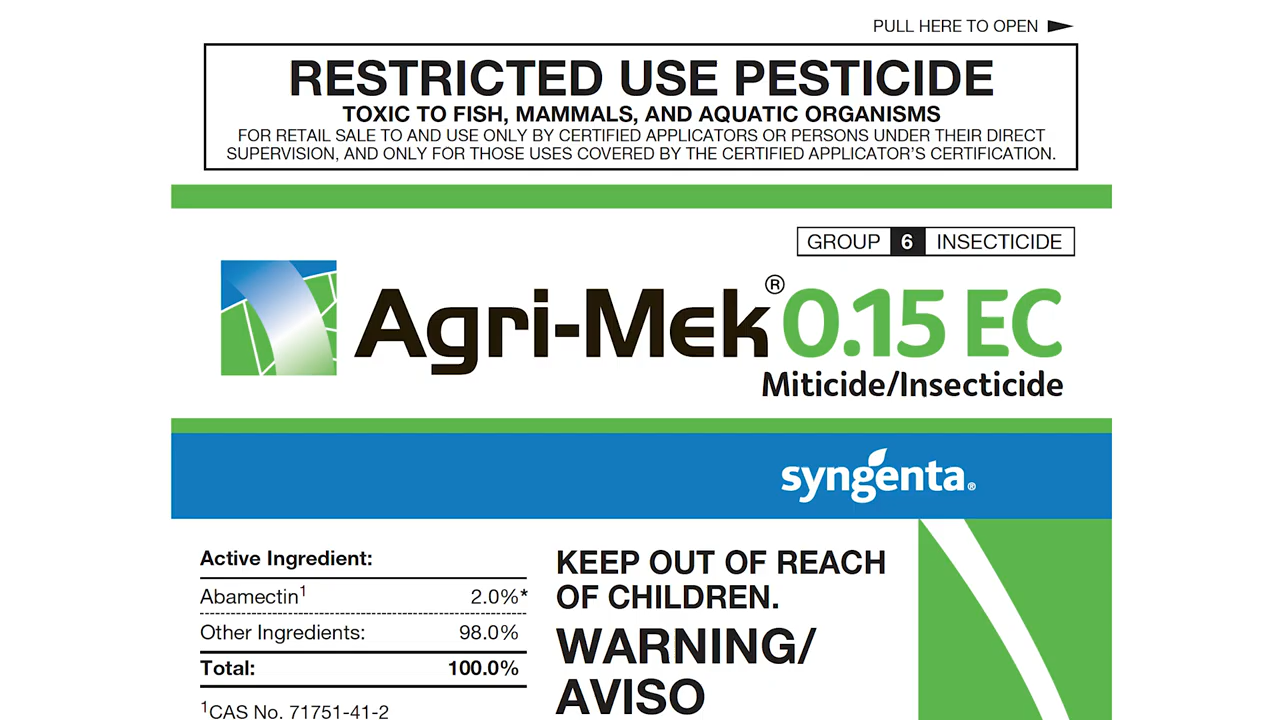 PULL HERE TO OPEN
RESTRICTED USE PESTICIDE
TOXIC TO FISH, MAMMALS, AND AQUATIC ORGANISMS
FOR RETAIL SALE TO AND USE ONLY BY CERTIFIED APPLICATORS OR PERSONS UNDER THEIR DIRECT
SUPERVISION, AND ONLY FOR THOSE USES COVERED BY THE CERTIFIED APPLICATOR'S CERTIFICATION.
GROUP 6 INSECTICIDE
Agri-Mek® 0.15 EC
Miticide/Insecticide
syngenta®
Active Ingredient:
Abamectin¹ 2.0%*
Other Ingredients: 98.0%
Total: 100.0%
¹CAS No. 71751-41-2
KEEP OUT OF REACH
OF CHILDREN.
WARNING/
AVISO